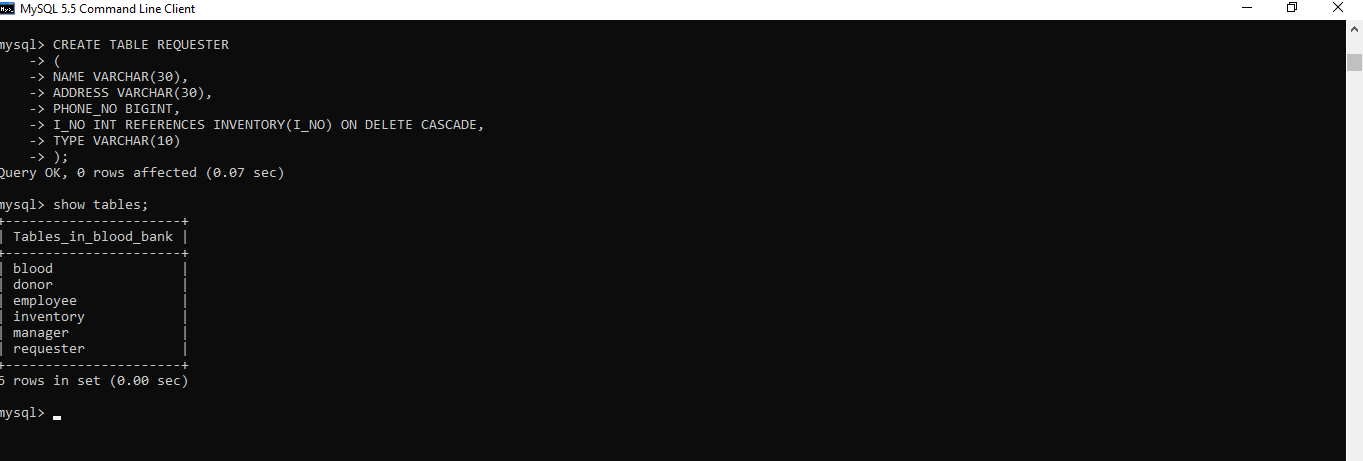 MySQL 5.5 Command Line Client
mysql> CREATE TABLE REQUESTER
    -> (
    -> NAME VARCHAR(30),
    -> ADDRESS VARCHAR(30),
    -> PHONE_NO BIGINT,
    -> I_NO INT REFERENCES INVENTORY(I_NO) ON DELETE CASCADE,
    -> TYPE VARCHAR(10)
    -> );
Query OK, 0 rows affected (0.07 sec)
mysql> show tables;
+----------------------+
| Tables_in_blood_bank |
+----------------------+
| blood                |
| donor                |
| employee             |
| inventory            |
| manager              |
| requester            |
+----------------------+
6 rows in set (0.00 sec)
mysql>